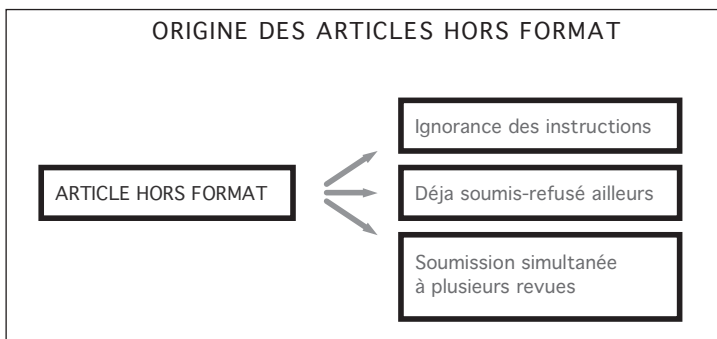 ORIGINE DES ARTICLES HORS FORMAT
Ignorance des instructions
ARTICLE HORS FORMAT
Déja soumis-refusé ailleurs
Soumission simultanée
à plusieurs revues